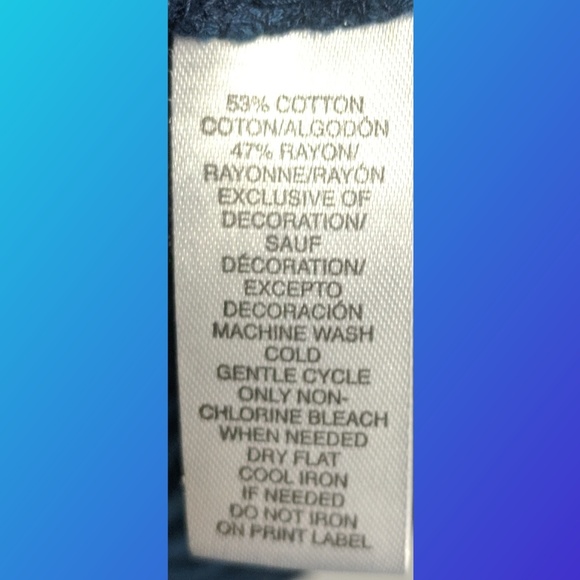 53% COTTON
COTON/ALGODÓN
47% RAYON/
RAYONNE/RAYÓN
EXCLUSIVE OF
DECORATION/
SAUF
DÉCORATION/
EXCEPTO
DECORACIÓN
MACHINE WASH
COLD
GENTLE CYCLE
ONLY NON-
CHLORINE BLEACH
WHEN NEEDED
DRY FLAT
COOL IRON
IF NEEDED
DO NOT IRON
ON PRINT LABEL